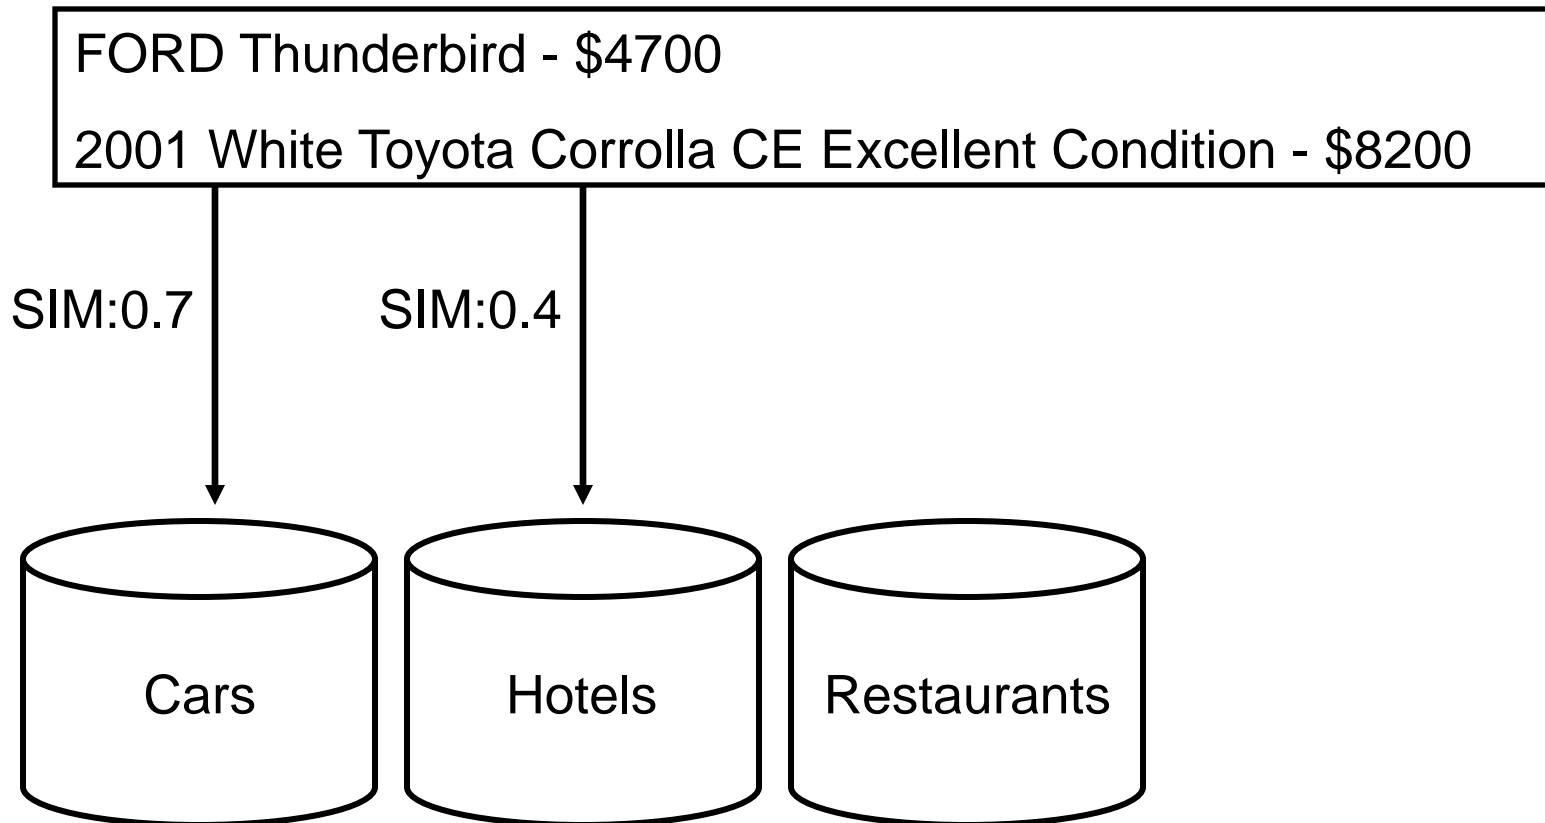 FORD Thunderbird - $4700
2001 White Toyota Corrolla CE Excellent Condition - $8200
SIM:0.7 SIM:0.4
Cars Hotels Restaurants